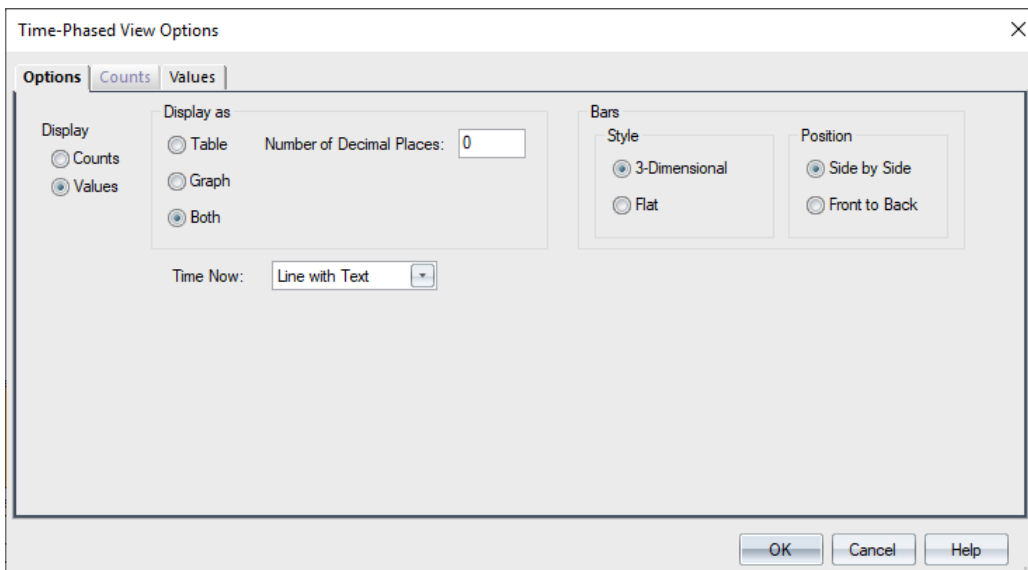 Time-Phased View Options
Options Counts Values
Display
Counts
Values
Display as
Table Number of Decimal Places: 0
Graph
Both
Time Now: Line with Text
Bars
Style
3-Dimensional
Flat
Position
Side by Side
Front to Back
OK Cancel Help